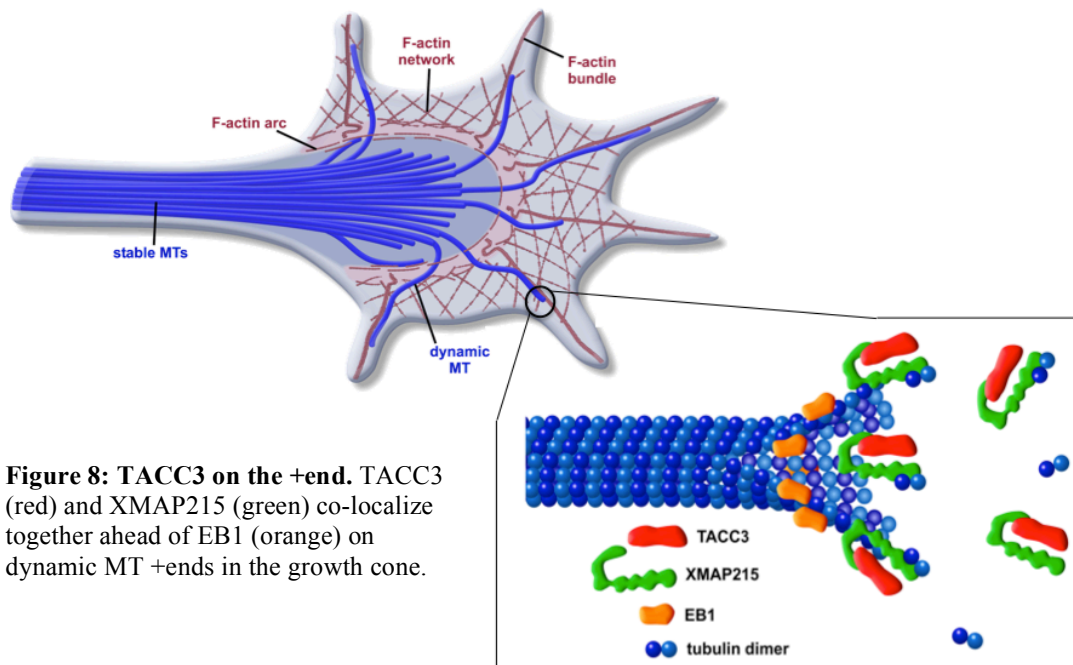 F-actin
network
F-actin
bundle
F-actin arc
stable MTs
dynamic
MT
Figure 8: TACC3 on the +end. TACC3
(red) and XMAP215 (green) co-localize
together ahead of EB1 (orange) on
dynamic MT +ends in the growth cone.
TACC3
XMAP215
EB1
tubulin dimer